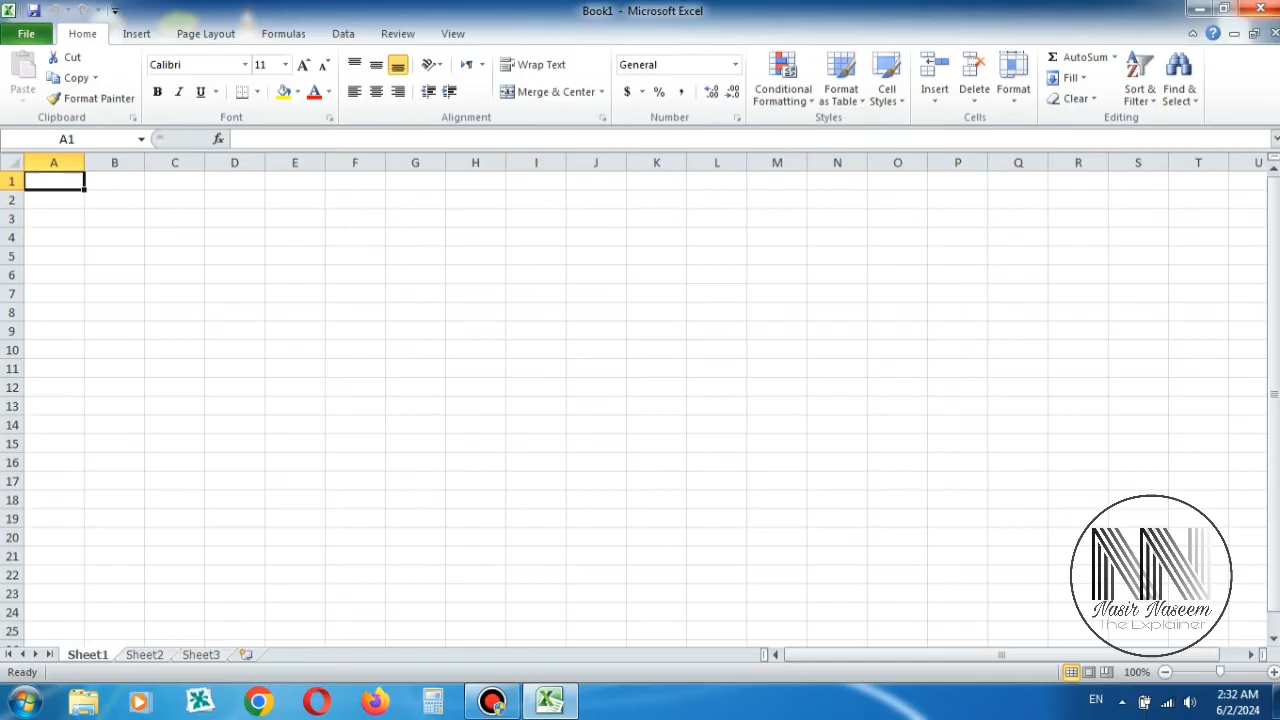 Book1 - Microsoft Excel
File Home Insert Page Layout Formulas Data Review View
Paste
Cut
Copy
Format Painter
Clipboard
Calibri 11
B I U
Font
Wrap Text
Merge & Center
Alignment
General
$ % ,
Number
Conditional Formatting
Format as Table
Cell Styles
Styles
Insert Delete Format
Cells
Σ AutoSum
Fill
Clear
Sort & Filter
Find & Select
Editing
A1 fx
A B C D E F G H I J K L M N O P Q R S T U
1
2
3
4
5
6
7
8
9
10
11
12
13
14
15
16
17
18
19
20
21
22
23
24
25
NN
Nasir Naseem
The Explainer
Sheet1 Sheet2 Sheet3
Ready 100%
EN 2:32 AM
6/2/2024